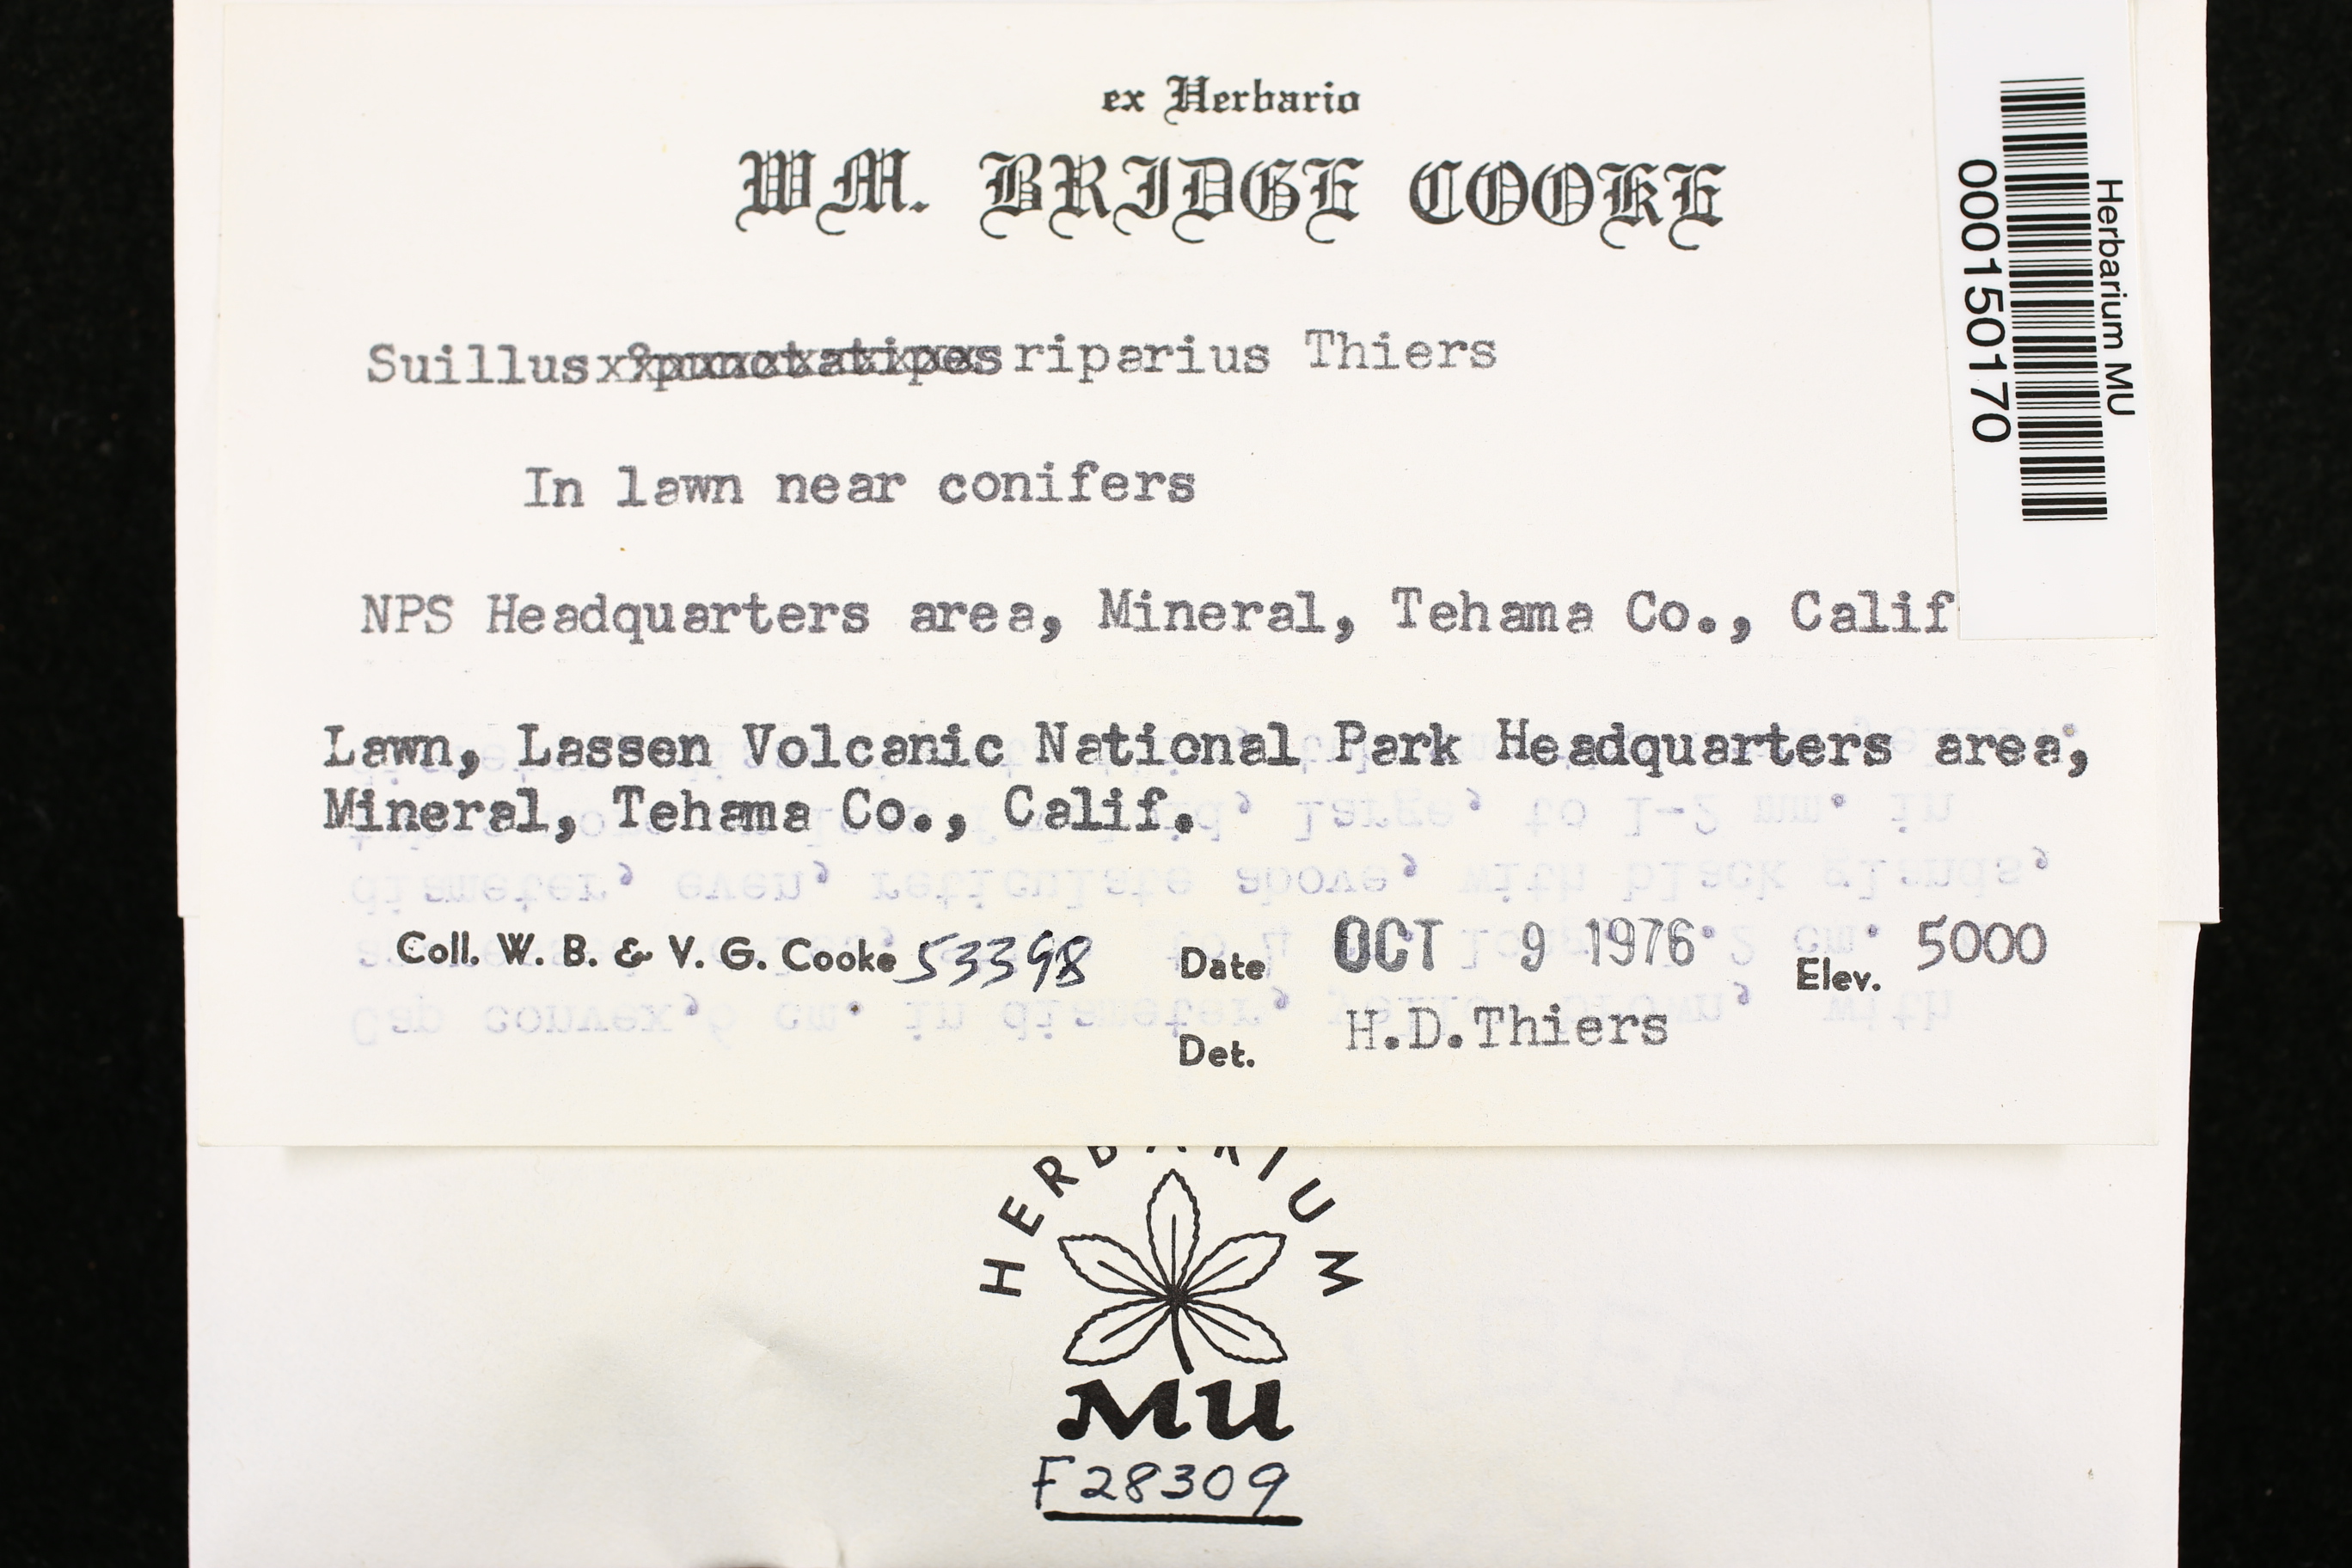 ex Herbario
WM. BRIDGE COOKE
Suillus ?punctatipes riparius Thiers
In lawn near conifers
NPS Headquarters area, Mineral, Tehama Co., Calif
Lawn, Lassen Volcanic National Park Headquarters area,
Mineral, Tehama Co., Calif.
Coll. W. B. & V. G. Cooke 53398 Date OCT 9 1976 Elev. 5000
Det. H.D.Thiers
Herbarium MU
000150170
HERBARIUM
MU
F28309